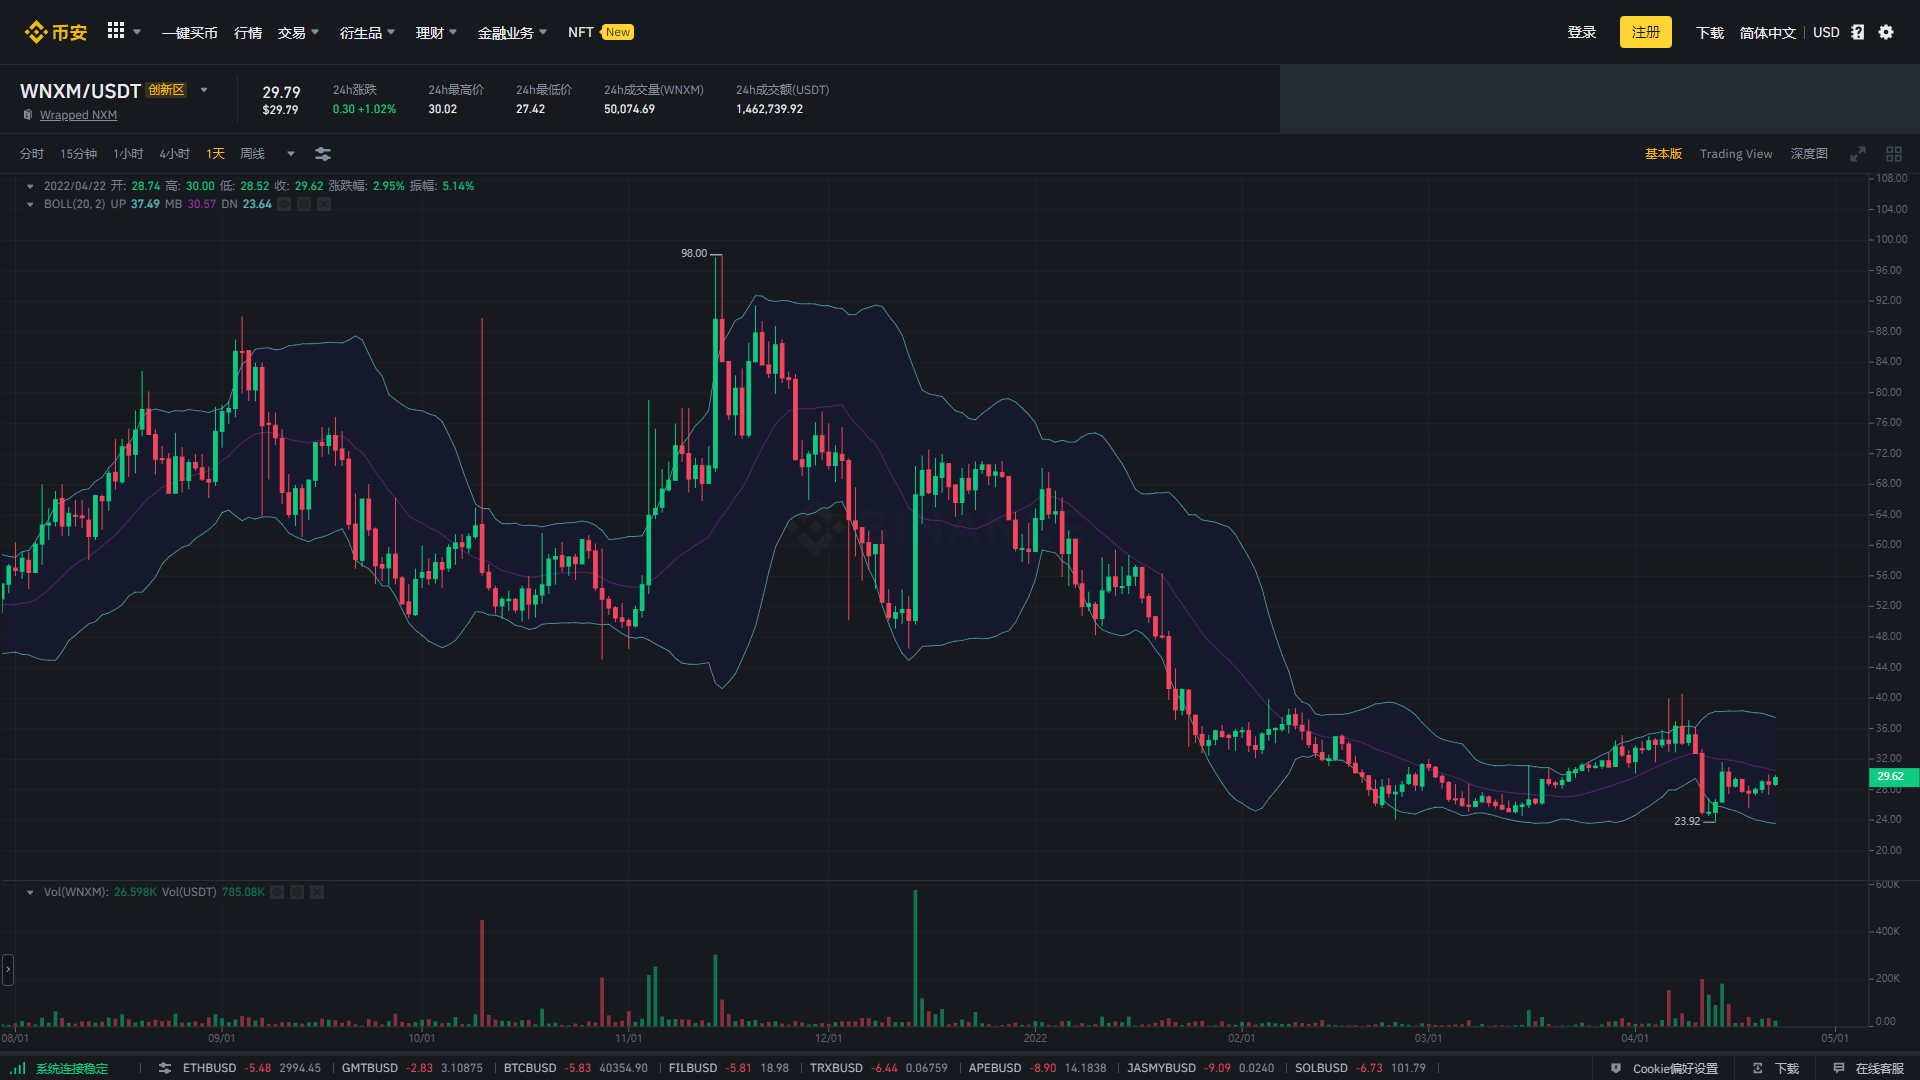 币安 一键买币 行情 交易 衍生品 理财 金融业务 NFT New 登录 注册 下载 简体中文 USD
WNXM/USDT 创新区
Wrapped NXM
29.79
$29.79
24h涨跌
0.30 +1.02%
24h最高价
30.02
24h最低价
27.42
24h成交量(WNXM)
50,074.69
24h成交额(USDT)
1,462,739.92
分时 15分钟 1小时 4小时 1天 周线 基本版 Trading View 深度图
2022/04/22 开: 28.74 高: 30.00 低: 28.52 收: 29.62 涨跌幅: 2.95% 振幅: 5.14%
BOLL(20, 2) UP 37.49 MB 30.57 DN 23.64
108.00
104.00
100.00
98.00
96.00
92.00
88.00
84.00
80.00
76.00
72.00
68.00
64.00
60.00
56.00
52.00
48.00
44.00
40.00
36.00
32.00
29.62
28.00
24.00
23.92
20.00
Vol(WNXM): 26.598K Vol(USDT) 785.08K
600K
400K
200K
0.00
08/01 09/01 10/01 11/01 12/01 2022 02/01 03/01 04/01 05/01
系统连接稳定 ETHBUSD -5.48 2994.45 GMTBUSD -2.83 3.10875 BTCBUSD -5.83 40354.90 FILBUSD -5.81 18.98 TRXBUSD -6.44 0.06759 APEBUSD -8.90 14.1838 JASMYBUSD -9.09 0.0240 SOLBUSD -6.73 101.79 Cookie偏好设置 下载 在线客服